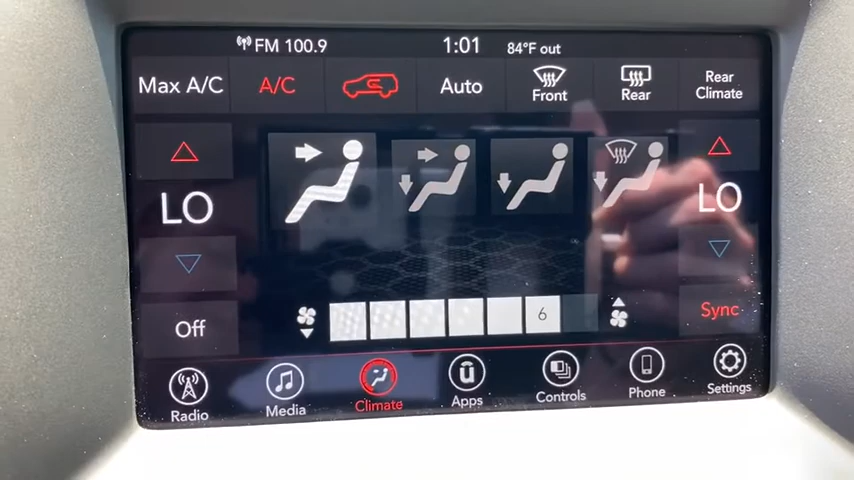 FM 100.9 1:01 84°F out
Max A/C A/C Auto Front Rear Rear
Climate
LO LO
Off 6 Sync
Radio Media Climate Apps Controls Phone Settings